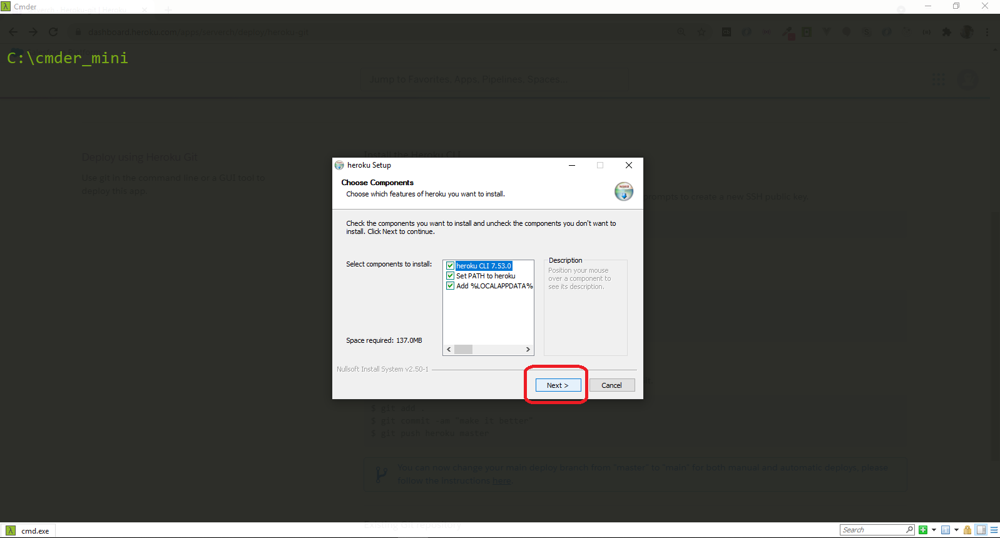 Cmder
dashboard.heroku.com/apps/serverch/deploy/heroku-git
C:\cmder_mini
Jump to Favorites, Apps, Pipelines, Spaces...
Deploy using Heroku Git
Use git in the command line or a GUI tool to
deploy this app.
Install the Heroku CLI
prompts to create a new SSH public key.
heroku Setup
Choose Components
Choose which features of heroku you want to install.
Check the components you want to install and uncheck the components you don't want to
install. Click Next to continue.
Select components to install:
heroku CLI 7.53.0
Set PATH to heroku
Add %LOCALAPPDATA%
Description
Position your mouse
over a component to
see its description.
Space required: 137.0MB
Nullsoft Install System v2.50-1
Next >
Cancel
$ git add .
$ git commit -am "make it better"
$ git push heroku master
You can now change your main deploy branch from "master" to "main" for both manual and automatic deploys, please
follow the instructions here.
Existing Git repository
cmd.exe
Search